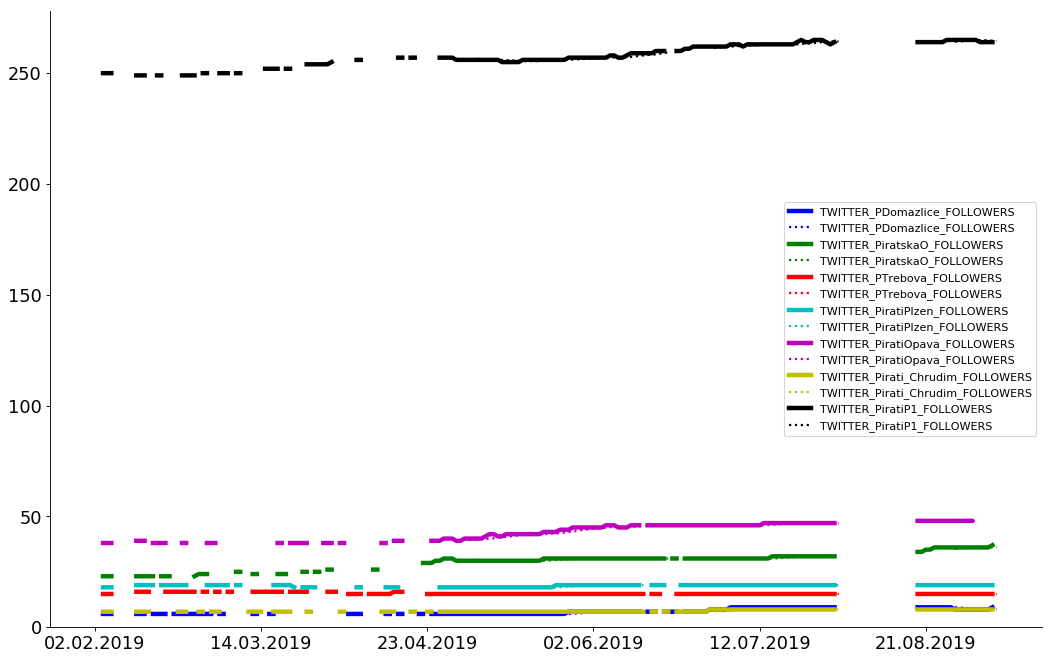 250
200
150
100
50
0
TWITTER_PDomazlice_FOLLOWERS
TWITTER_PDomazlice_FOLLOWERS
TWITTER_PiratskaO_FOLLOWERS
TWITTER_PiratskaO_FOLLOWERS
TWITTER_PTrebova_FOLLOWERS
TWITTER_PTrebova_FOLLOWERS
TWITTER_PiratiPlzen_FOLLOWERS
TWITTER_PiratiPlzen_FOLLOWERS
TWITTER_PiratiOpava_FOLLOWERS
TWITTER_PiratiOpava_FOLLOWERS
TWITTER_Pirati_Chrudim_FOLLOWERS
TWITTER_Pirati_Chrudim_FOLLOWERS
TWITTER_PiratiP1_FOLLOWERS
TWITTER_PiratiP1_FOLLOWERS
02.02.2019 14.03.2019 23.04.2019 02.06.2019 12.07.2019 21.08.2019